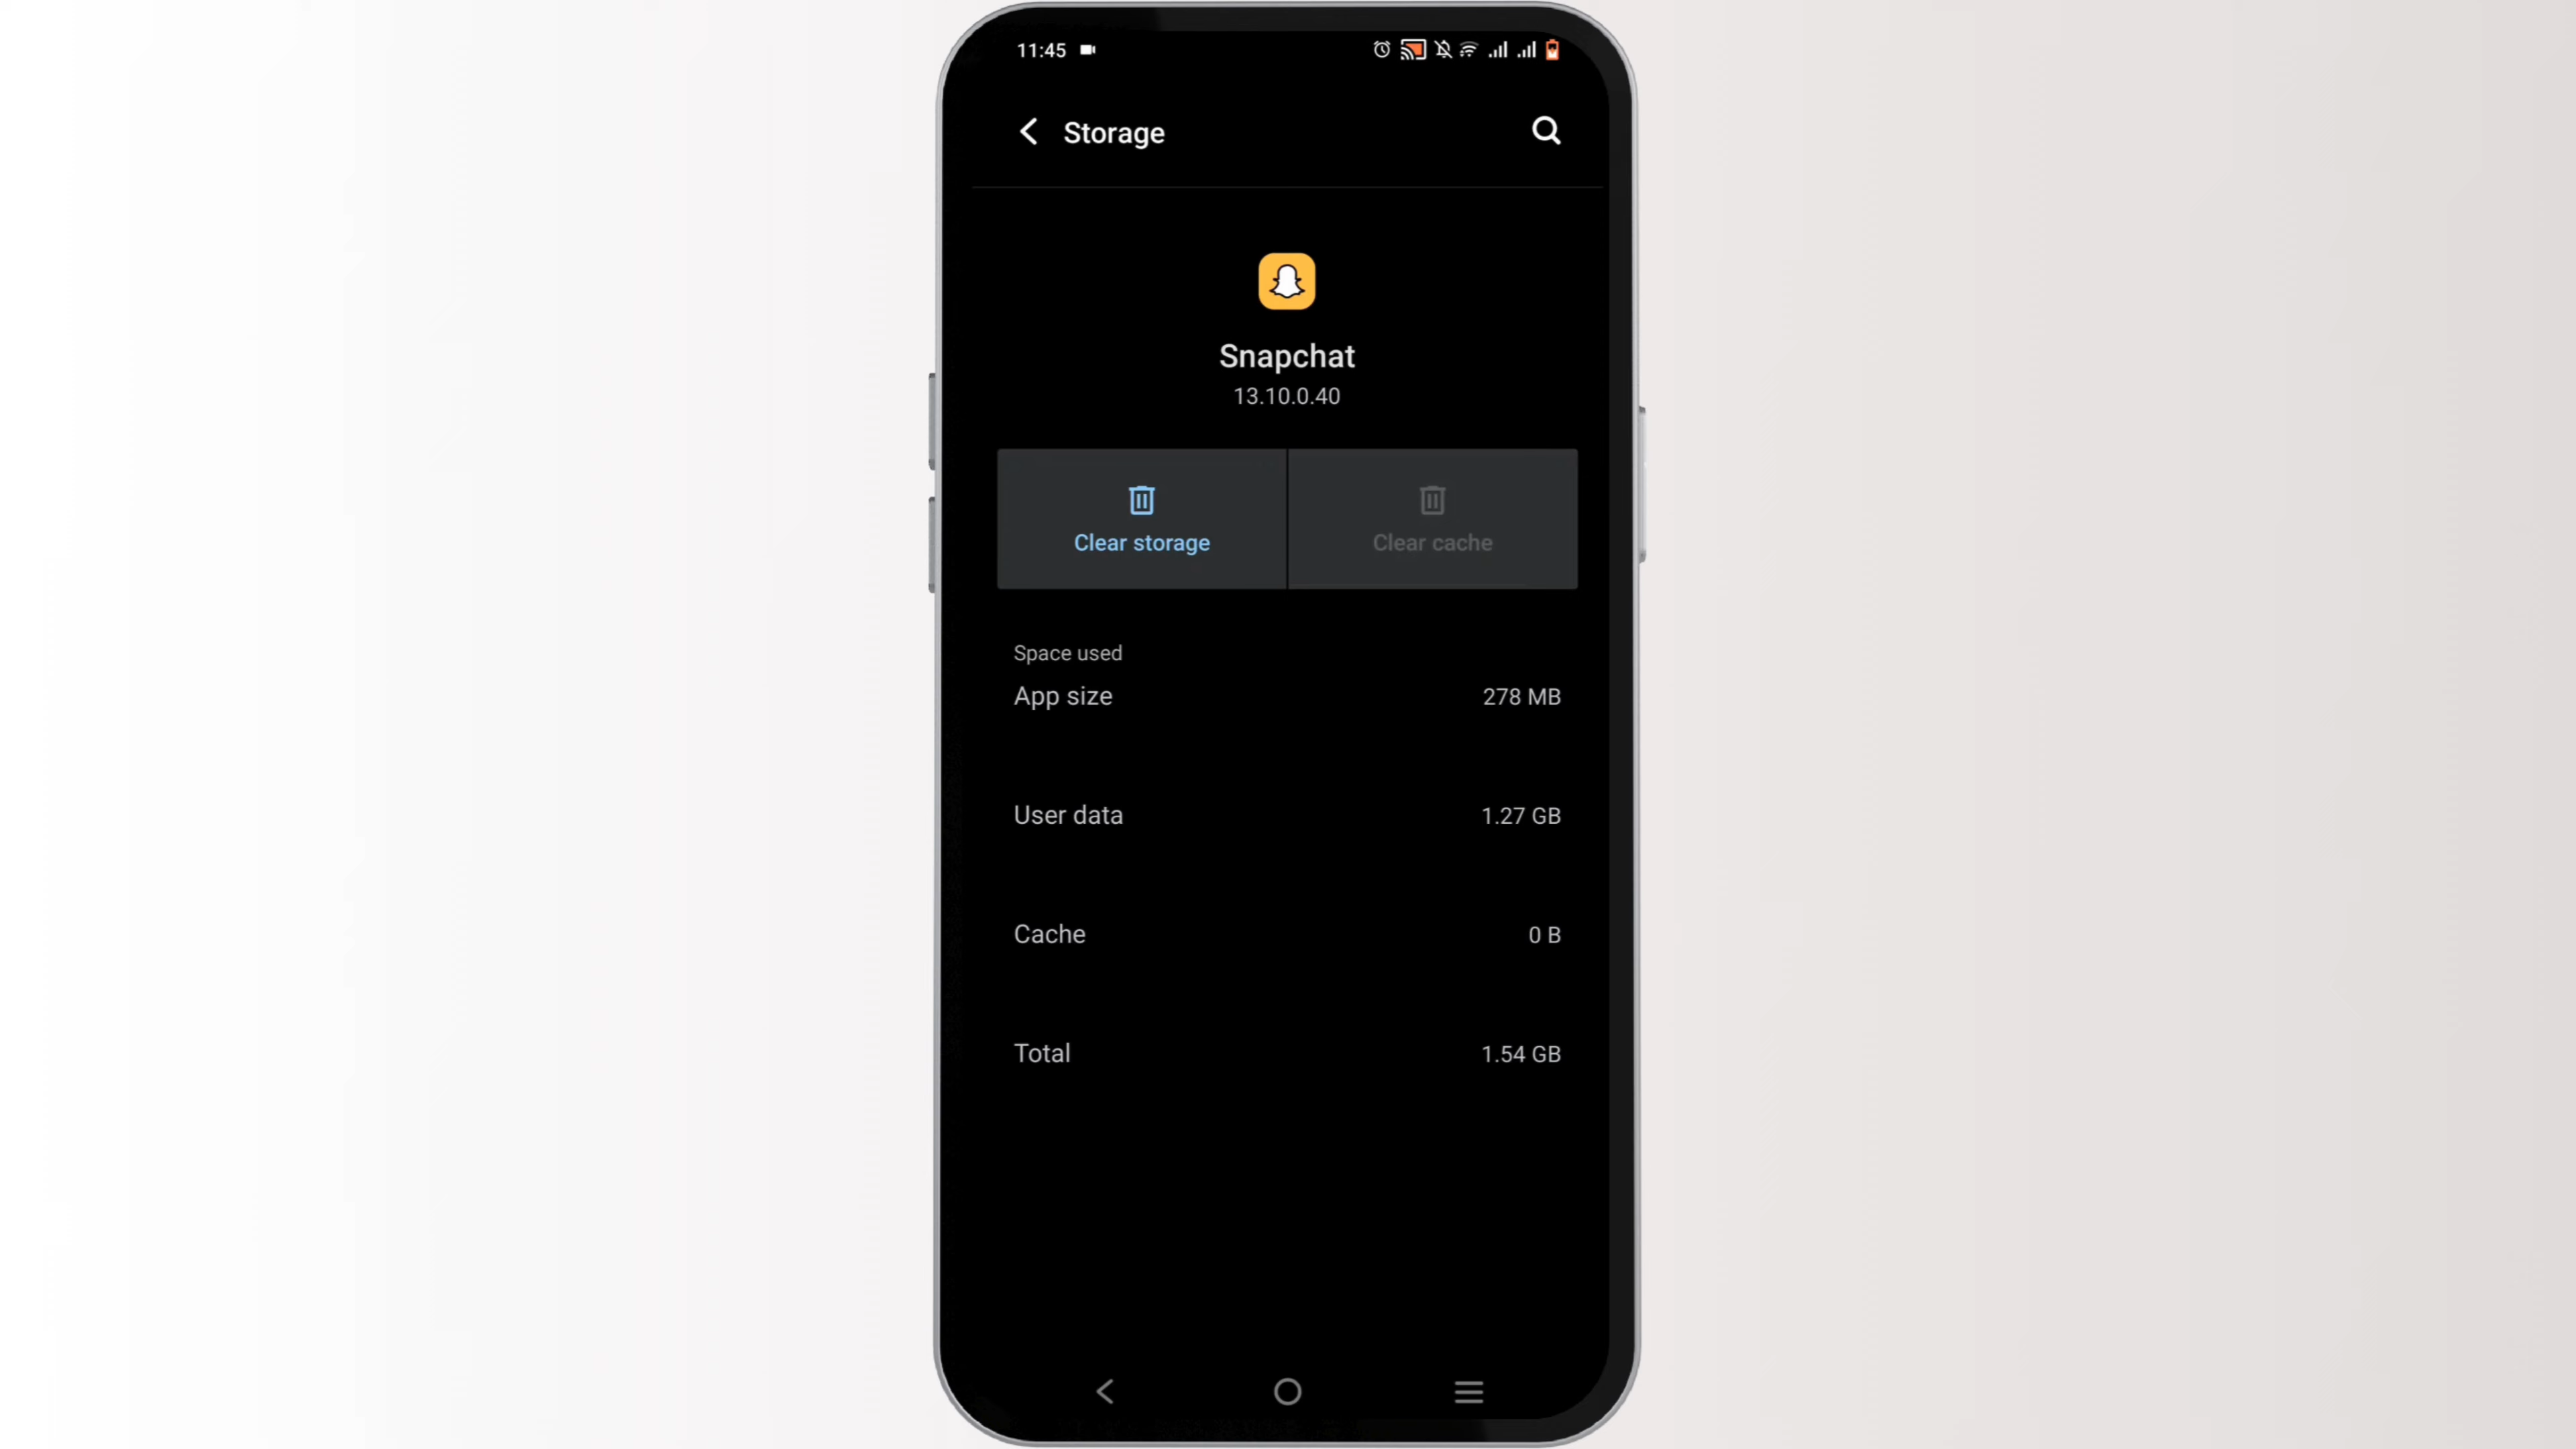 11:45
Storage
Snapchat
13.10.0.40
Clear storage
Clear cache
Space used
App size 278 MB
User data 1.27 GB
Cache 0 B
Total 1.54 GB